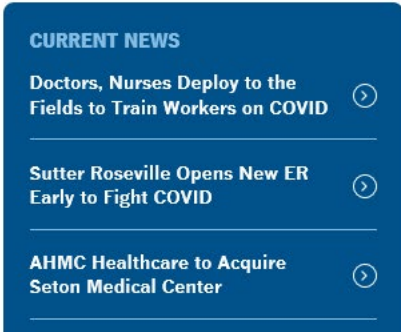 CURRENT NEWS
Doctors, Nurses Deploy to the
Fields to Train Workers on COVID
Sutter Roseville Opens New ER
Early to Fight COVID
AHMC Healthcare to Acquire
Seton Medical Center